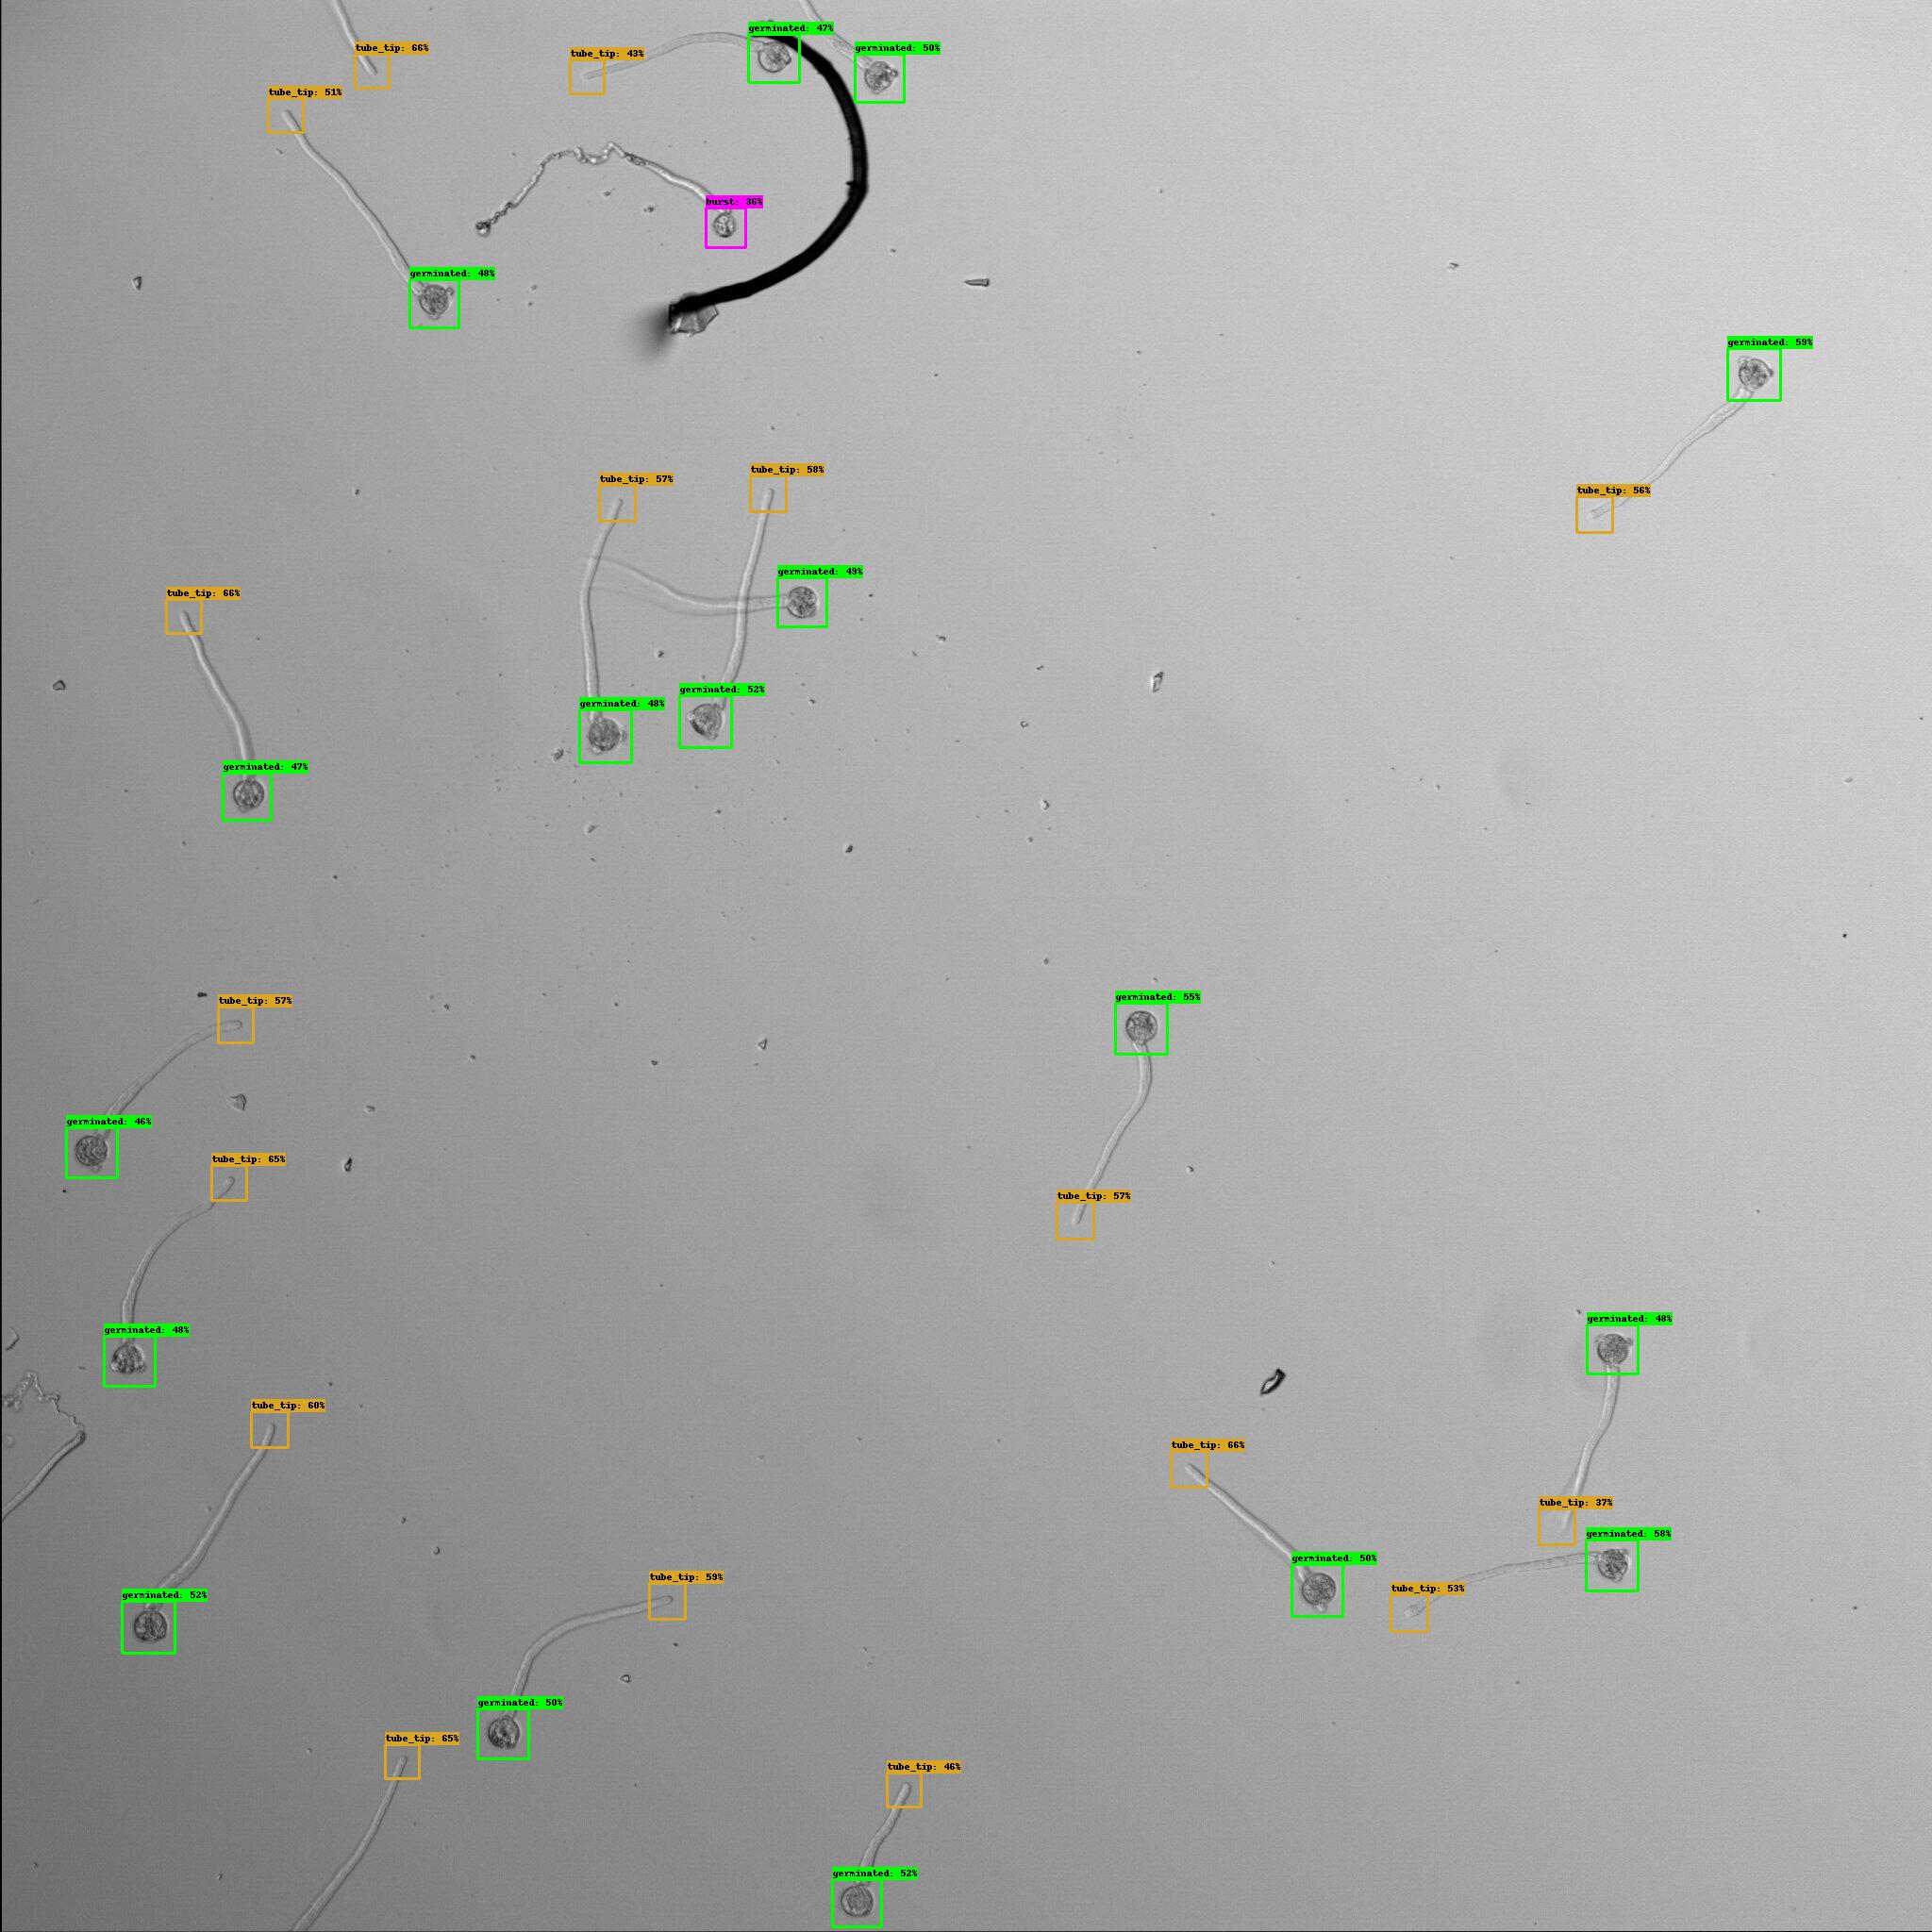 germinated: 47%
tube_tip: 66%
tube_tip: 43%
germinated: 50%
tube_tip: 51%
burst: 36%
germinated: 48%
germinated: 59%
tube_tip: 58%
tube_tip: 57%
tube_tip: 56%
germinated: 49%
tube_tip: 66%
germinated: 52%
germinated: 48%
germinated: 47%
germinated: 55%
tube_tip: 57%
germinated: 46%
tube_tip: 65%
tube_tip: 57%
germinated: 48%
germinated: 48%
tube_tip: 60%
tube_tip: 66%
tube_tip: 37%
germinated: 58%
germinated: 50%
tube_tip: 59%
tube_tip: 53%
germinated: 52%
germinated: 50%
tube_tip: 65%
tube_tip: 46%
germinated: 52%